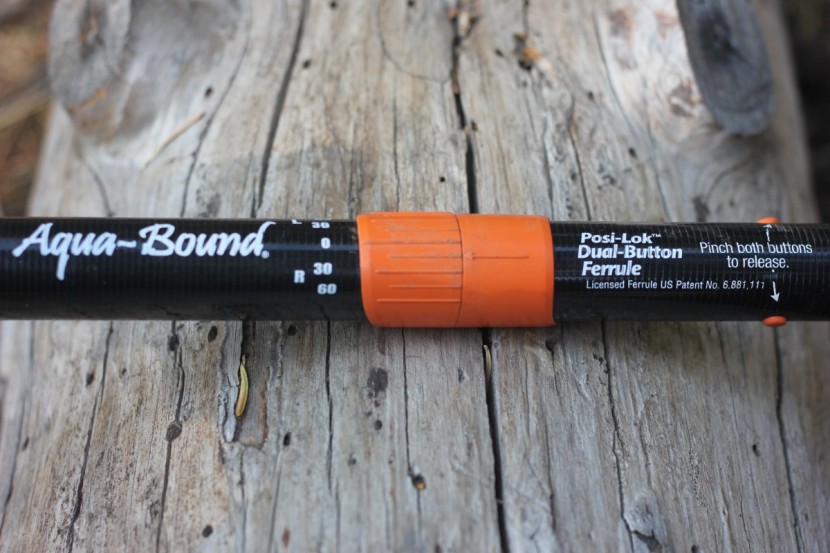 Aqua-Bound®
30
0
R 30
60
Posi-Lok™
Dual-Button
Ferrule
Licensed Ferrule US Patent No. 6,881,111
Pinch both buttons
to release.